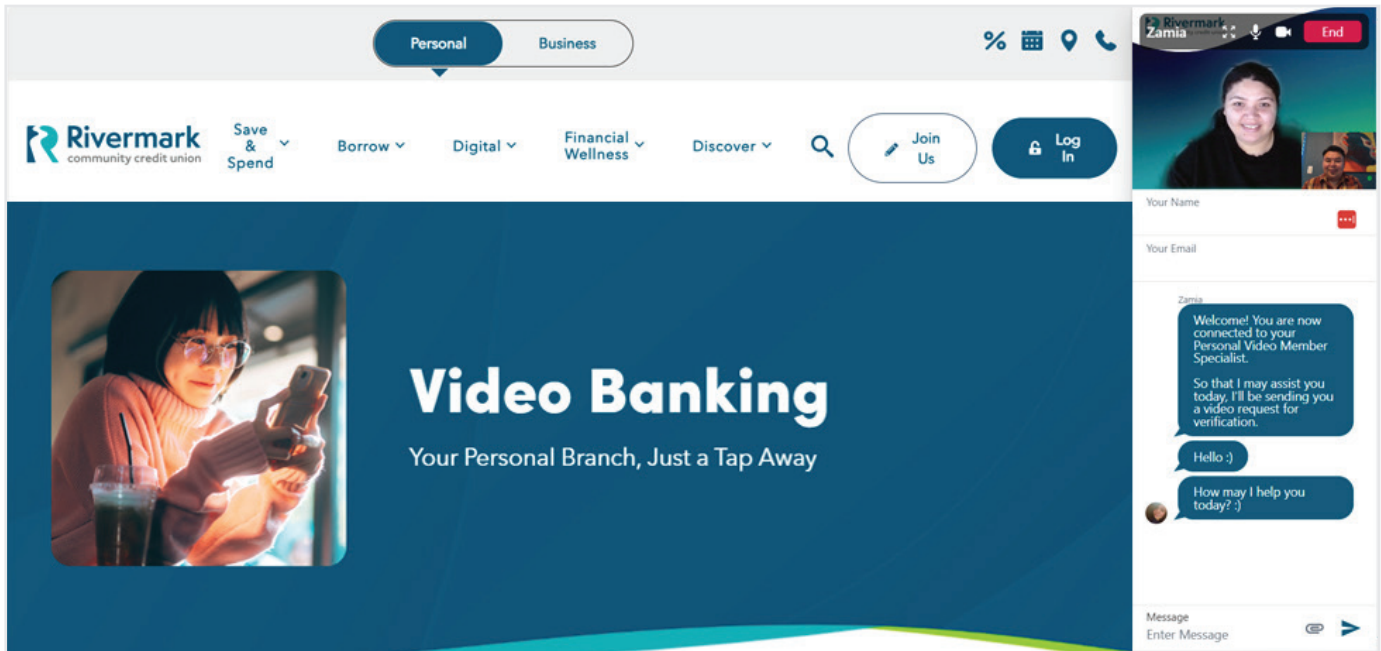 Personal
Business
Rivermark
community credit union
Save
&
Spend
Borrow
Digital
Financial
Wellness
Discover
Join
Us
Log
In
Video Banking
Your Personal Branch, Just a Tap Away
Rivermark
Zamia
End
Your Name
Your Email
Zamia
Welcome! You are now
connected to your
Personal Video Member
Specialist.
So that I may assist you
today, I'll be sending you
a video request for
verification.
Hello :)
How may I help you
today? :)
Message
Enter Message